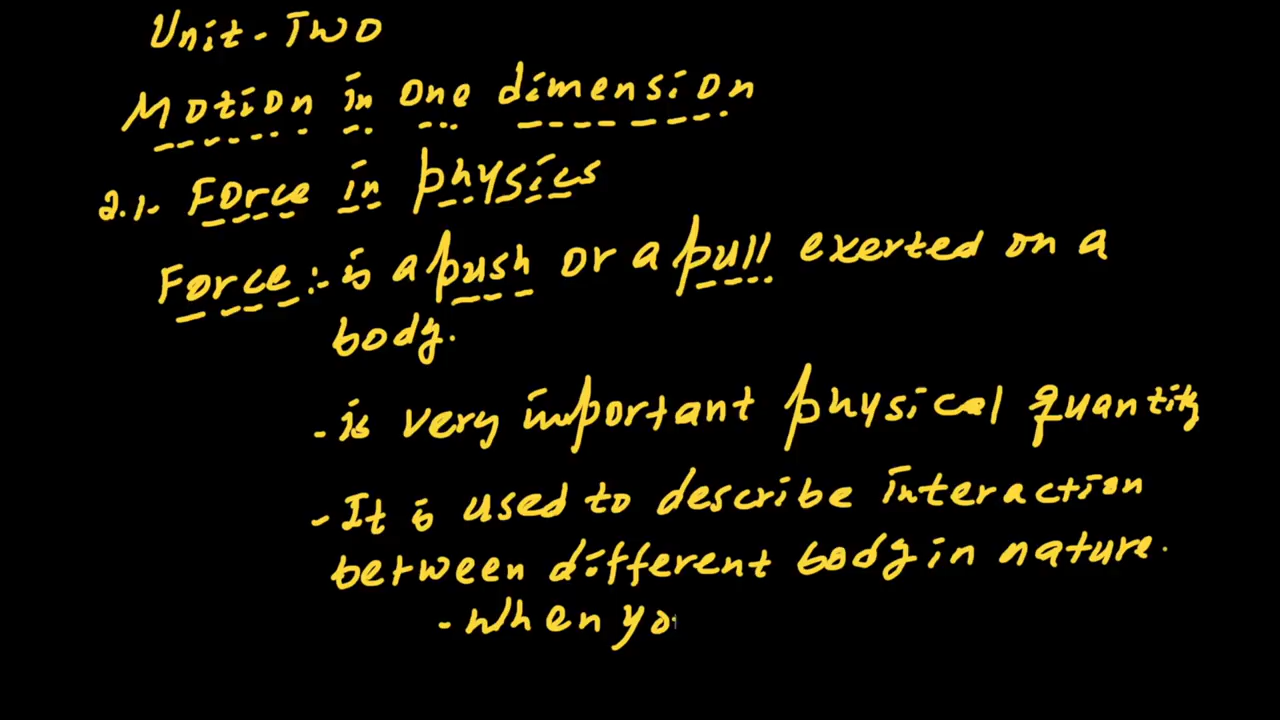 Unit - Two
Motion in one dimension
2.1- Force in physics
Force:- is a push or a pull exerted on a
body.
- is very important physical quantity
- It is used to describe interaction
between different body in nature.
- When yo